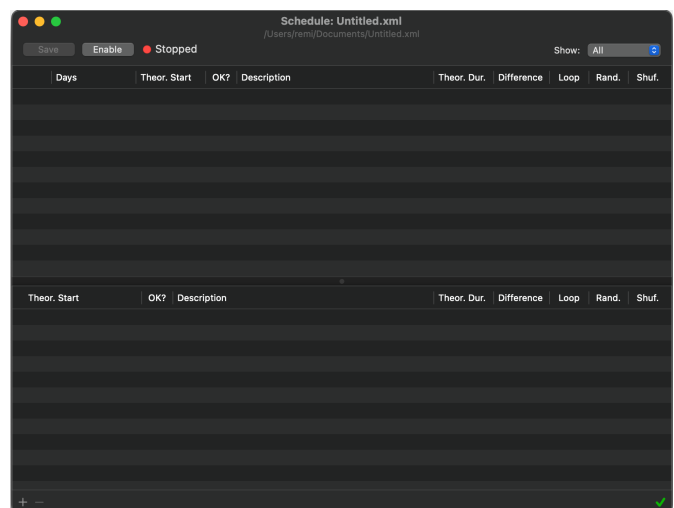 Schedule: Untitled.xml
/Users/remi/Documents/Untitled.xml
Save Enable Stopped Show: All
Days Theor. Start OK? Description Theor. Dur. Difference Loop Rand. Shuf.
Theor. Start OK? Description Theor. Dur. Difference Loop Rand. Shuf.